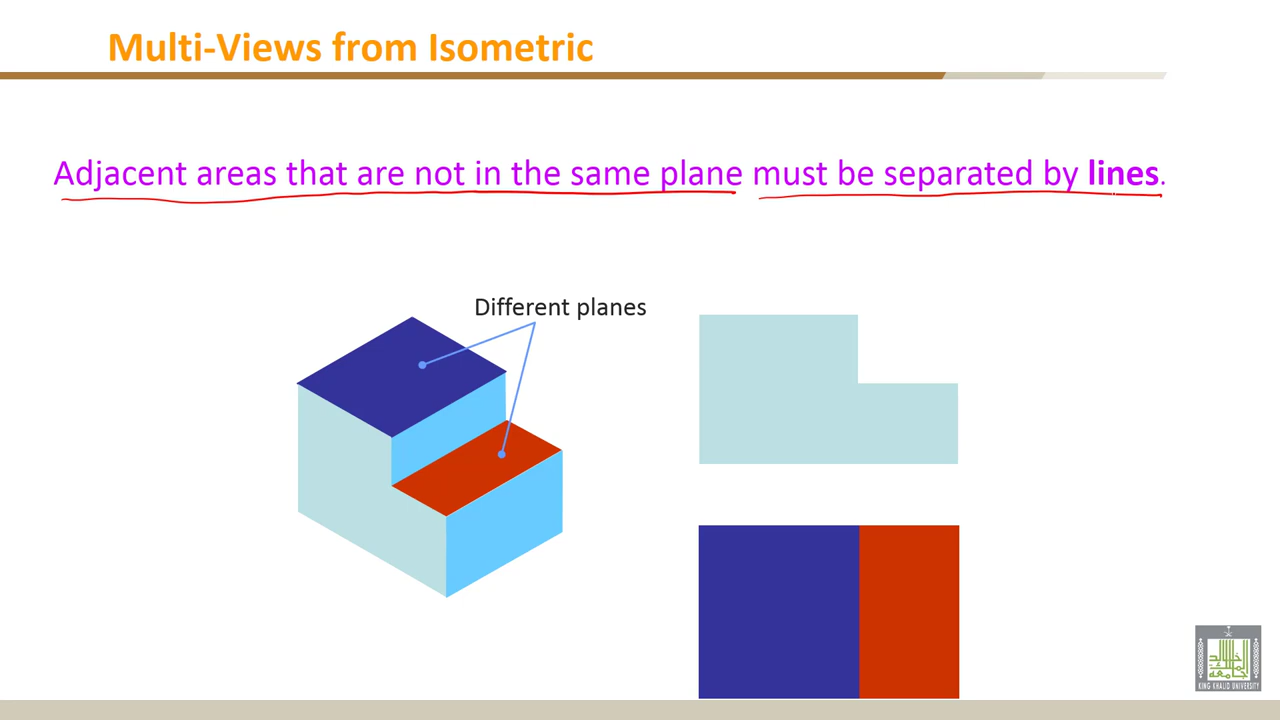 Multi-Views from Isometric
Adjacent areas that are not in the same plane must be separated by lines.
Different planes
KING KHALID UNIVERSITY